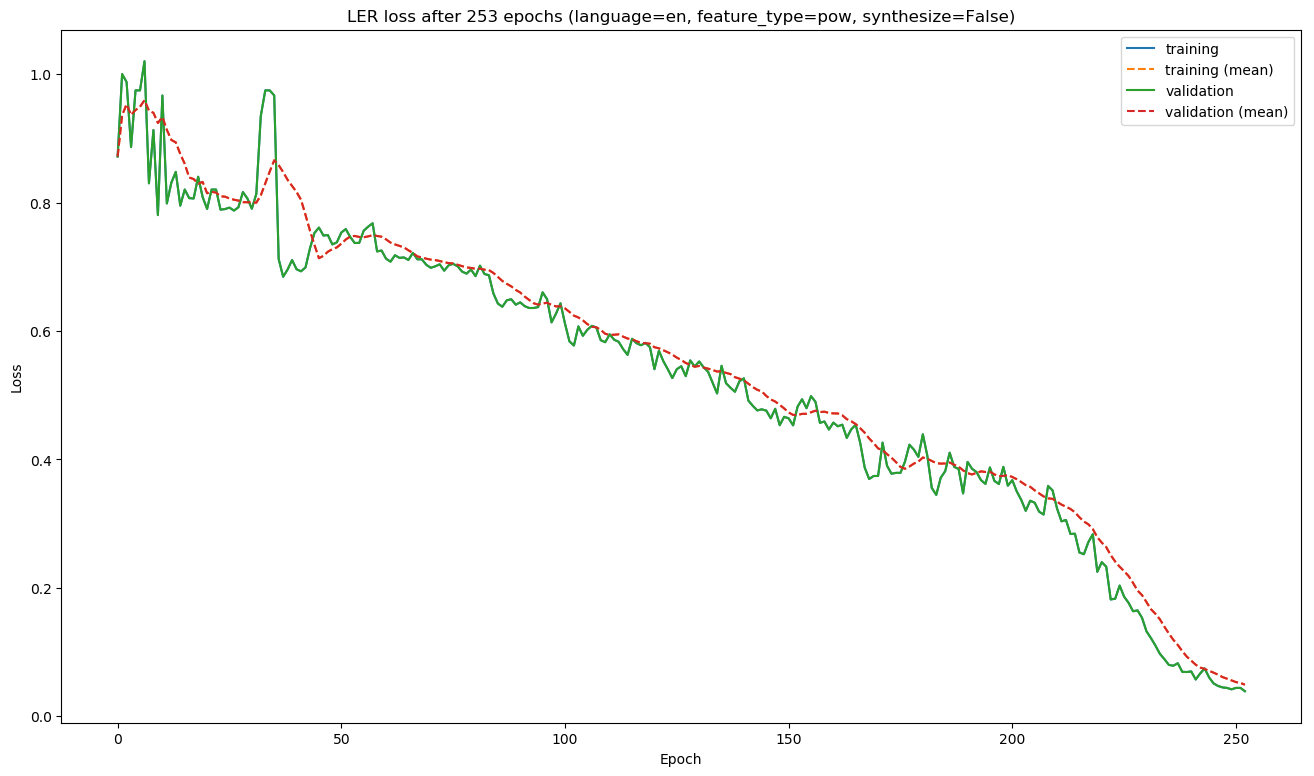 LER loss after 253 epochs (language=en, feature_type=pow, synthesize=False)
training
training (mean)
validation
validation (mean)
1.0
0.8
0.6
0.4
0.2
0.0
Loss
0 50 100 150 200 250
Epoch